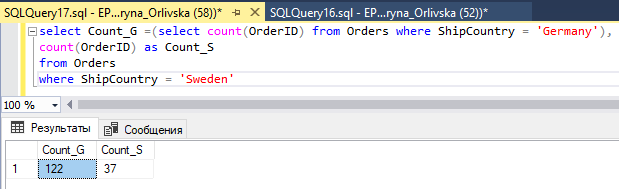 SQLQuery17.sql - EP...ryna_Orlivska (58))* SQLQuery16.sql - EP...ryna_Orlivska (52))*
select Count_G =(select count(OrderID) from Orders where ShipCountry = 'Germany'),
count(OrderID) as Count_S
from Orders
where ShipCountry = 'Sweden'
100 %
Результаты Сообщения
Count_G Count_S
1 122 37